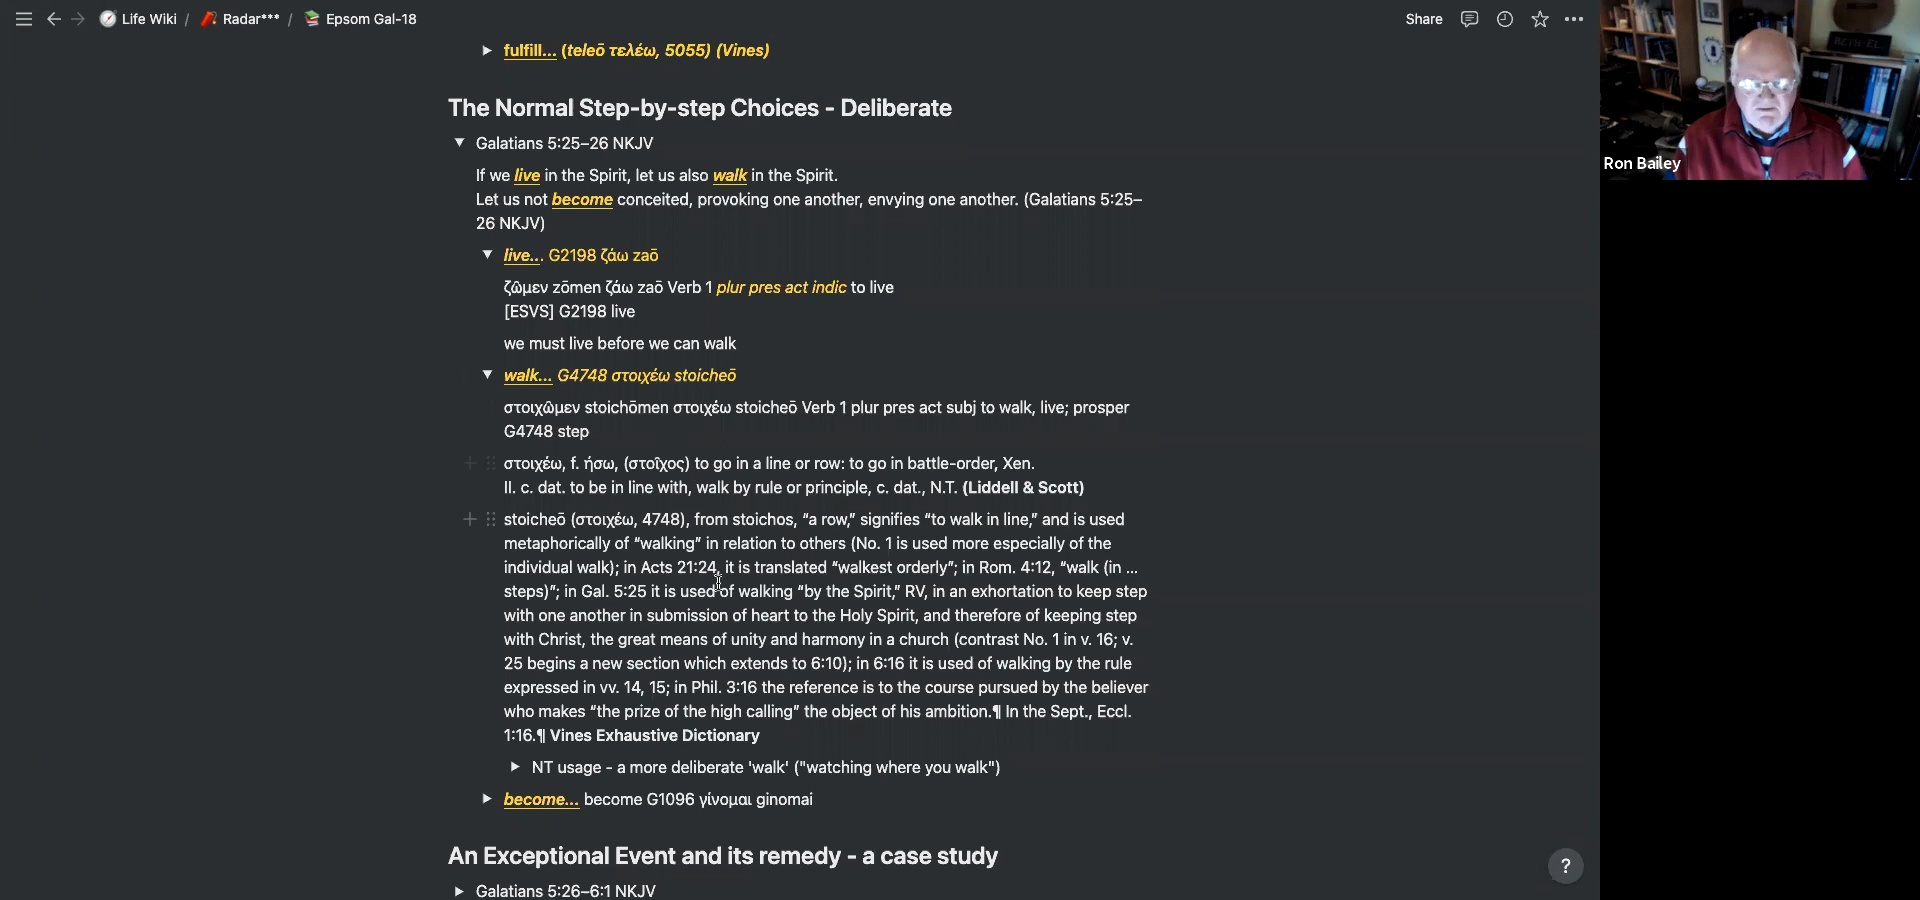 Life Wiki / Radar*** / Epsom Gal-18
Share
fulfill... (teleō τελέω, 5055) (Vines)
BETH-EL
Ron Bailey
The Normal Step-by-step Choices - Deliberate
Galatians 5:25–26 NKJV
If we live in the Spirit, let us also walk in the Spirit.
Let us not become conceited, provoking one another, envying one another. (Galatians 5:25–
26 NKJV)
live... G2198 ζάω zaō
ζῶμεν zōmen ζάω zaō Verb 1 plur pres act indic to live
[ESVS] G2198 live
we must live before we can walk
walk... G4748 στοιχέω stoicheō
στοιχῶμεν stoichōmen στοιχέω stoicheō Verb 1 plur pres act subj to walk, live; prosper
G4748 step
στοιχέω, f. ήσω, (στοῖχος) to go in a line or row: to go in battle-order, Xen.
II. c. dat. to be in line with, walk by rule or principle, c. dat., N.T. (Liddell & Scott)
stoicheō (στοιχέω, 4748), from stoichos, “a row,” signifies “to walk in line,” and is used
metaphorically of “walking” in relation to others (No. 1 is used more especially of the
individual walk); in Acts 21:24, it is translated “walkest orderly”; in Rom. 4:12, “walk (in ...
steps)”; in Gal. 5:25 it is used of walking “by the Spirit,” RV, in an exhortation to keep step
with one another in submission of heart to the Holy Spirit, and therefore of keeping step
with Christ, the great means of unity and harmony in a church (contrast No. 1 in v. 16; v.
25 begins a new section which extends to 6:10); in 6:16 it is used of walking by the rule
expressed in vv. 14, 15; in Phil. 3:16 the reference is to the course pursued by the believer
who makes “the prize of the high calling” the object of his ambition.¶ In the Sept., Eccl.
1:16.¶ Vines Exhaustive Dictionary
NT usage - a more deliberate 'walk' ("watching where you walk")
become... become G1096 γίνομαι ginomai
An Exceptional Event and its remedy - a case study
Galatians 5:26–6:1 NKJV
?